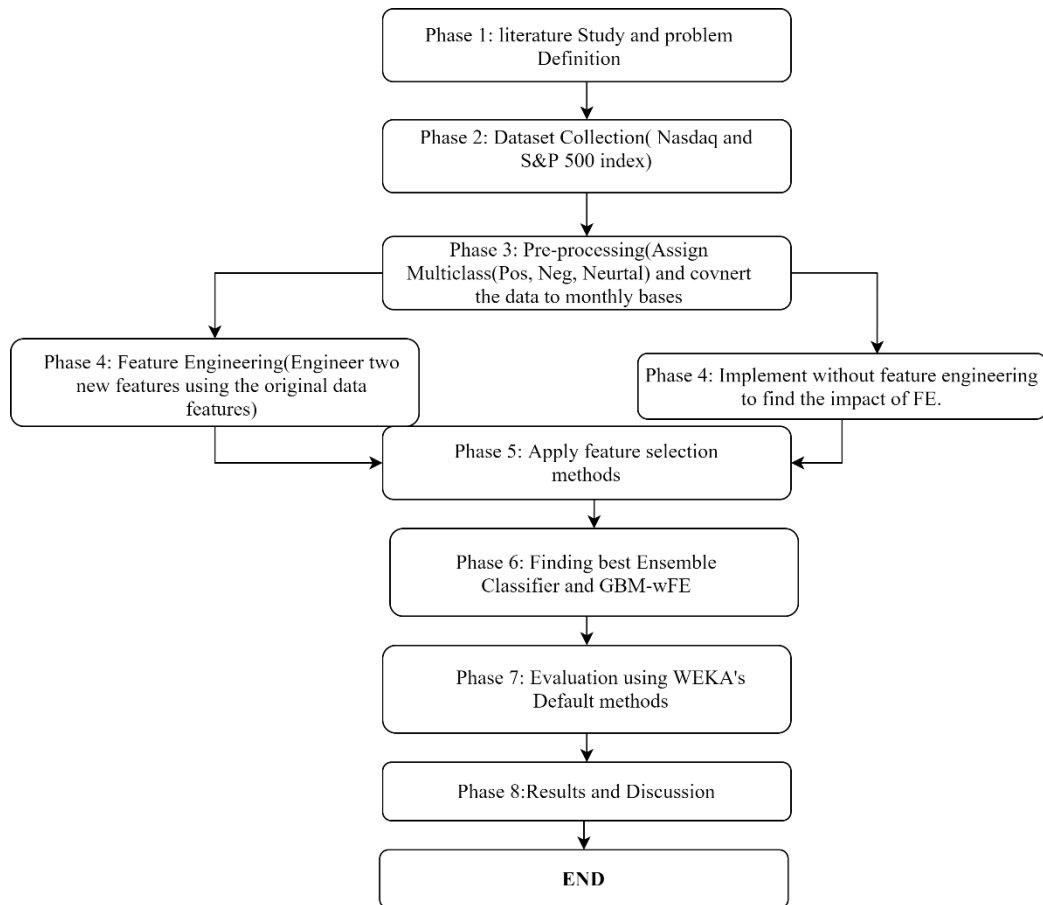 Phase 1: literature Study and problem
Definition
Phase 2: Dataset Collection( Nasdaq and
S&P 500 index)
Phase 3: Pre-processing(Assign
Multiclass(Pos, Neg, Neurtal) and covnert
the data to monthly bases
Phase 4: Feature Engineering(Engineer two
new features using the original data
features)
Phase 4: Implement without feature engineering
to find the impact of FE.
Phase 5: Apply feature selection
methods
Phase 6: Finding best Ensemble
Classifier and GBM-wFE
Phase 7: Evaluation using WEKA's
Default methods
Phase 8:Results and Discussion
END